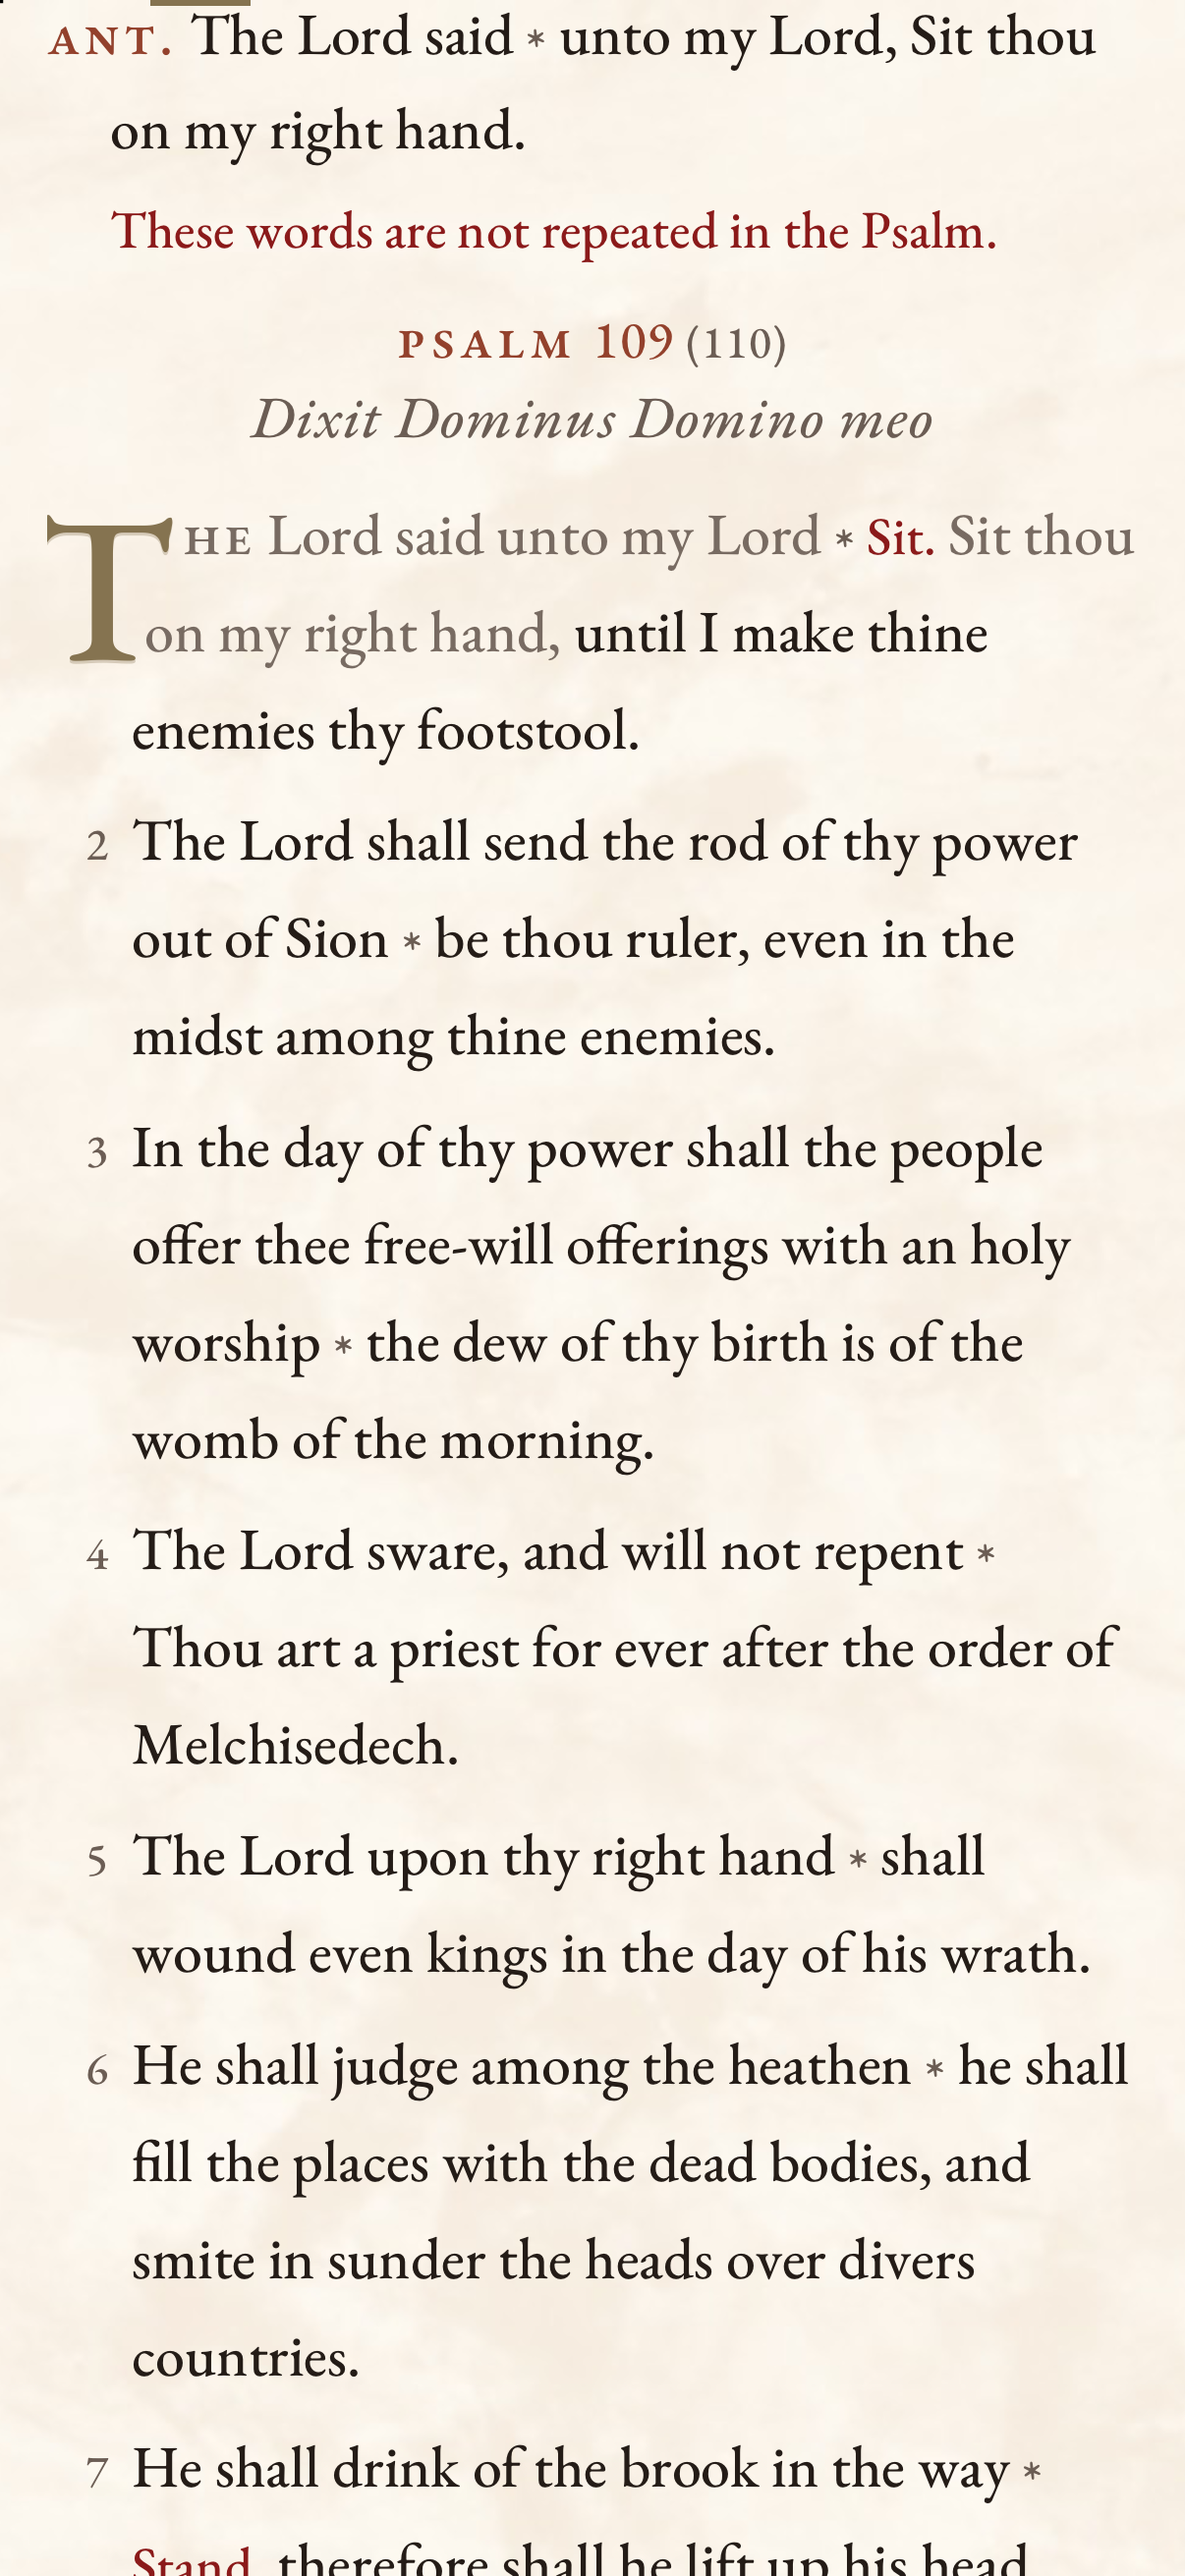 ANT. The Lord said * unto my Lord, Sit thou
on my right hand.
These words are not repeated in the Psalm.
PSALM 109 (110)
Dixit Dominus Domino meo
THE Lord said unto my Lord * Sit. Sit thou
on my right hand, until I make thine
enemies thy footstool.
2 The Lord shall send the rod of thy power
out of Sion * be thou ruler, even in the
midst among thine enemies.
3 In the day of thy power shall the people
offer thee free-will offerings with an holy
worship * the dew of thy birth is of the
womb of the morning.
4 The Lord sware, and will not repent *
Thou art a priest for ever after the order of
Melchisedech.
5 The Lord upon thy right hand * shall
wound even kings in the day of his wrath.
6 He shall judge among the heathen * he shall
fill the places with the dead bodies, and
smite in sunder the heads over divers
countries.
7 He shall drink of the brook in the way *
Stand. therefore shall he lift up his head.